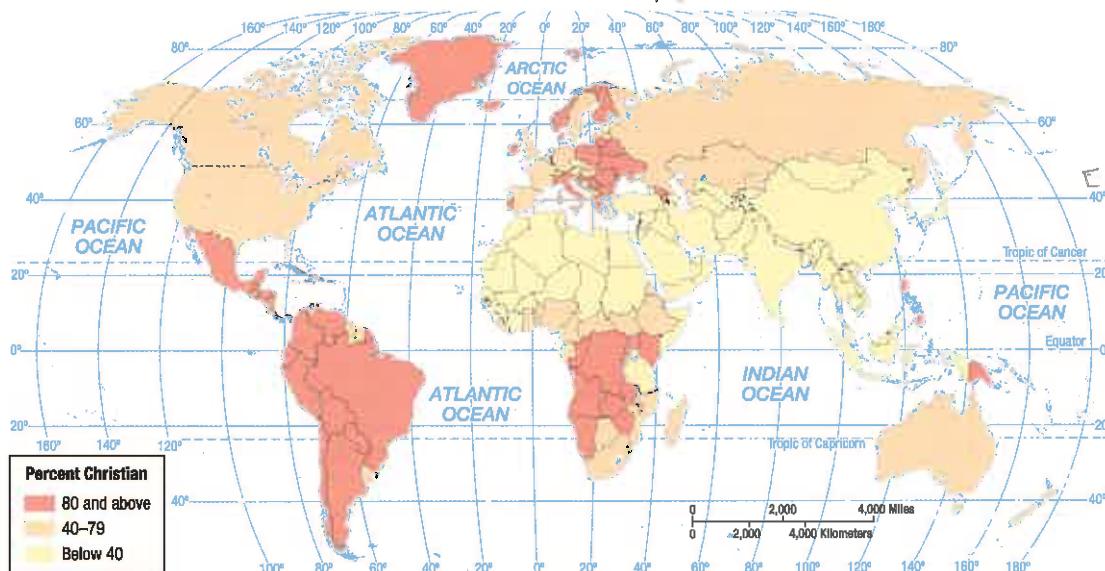 160° 140° 120° 100° 80° 60° 40° 20° 0° 20° 40° 60° 80° 100° 120° 140° 160° 180°
80° 80°
ARCTIC
OCEAN
60° 60°
40° 40°
PACIFIC
OCEAN
ATLANTIC
OCEAN
Tropic of Cancer
20° 20°
PACIFIC
OCEAN
Equator
0° 0°
ATLANTIC
OCEAN
INDIAN
OCEAN
20° 20°
160° 140° 120°
Tropic of Capricorn
Percent Christian
80 and above
40–79
Below 40
40° 40°
0 2,000 4,000 Miles
0 2,000 4,000 Kilometers
100° 80° 60° 40° 20° 0° 20° 40° 60° 80° 100° 120° 140° 160° 180°